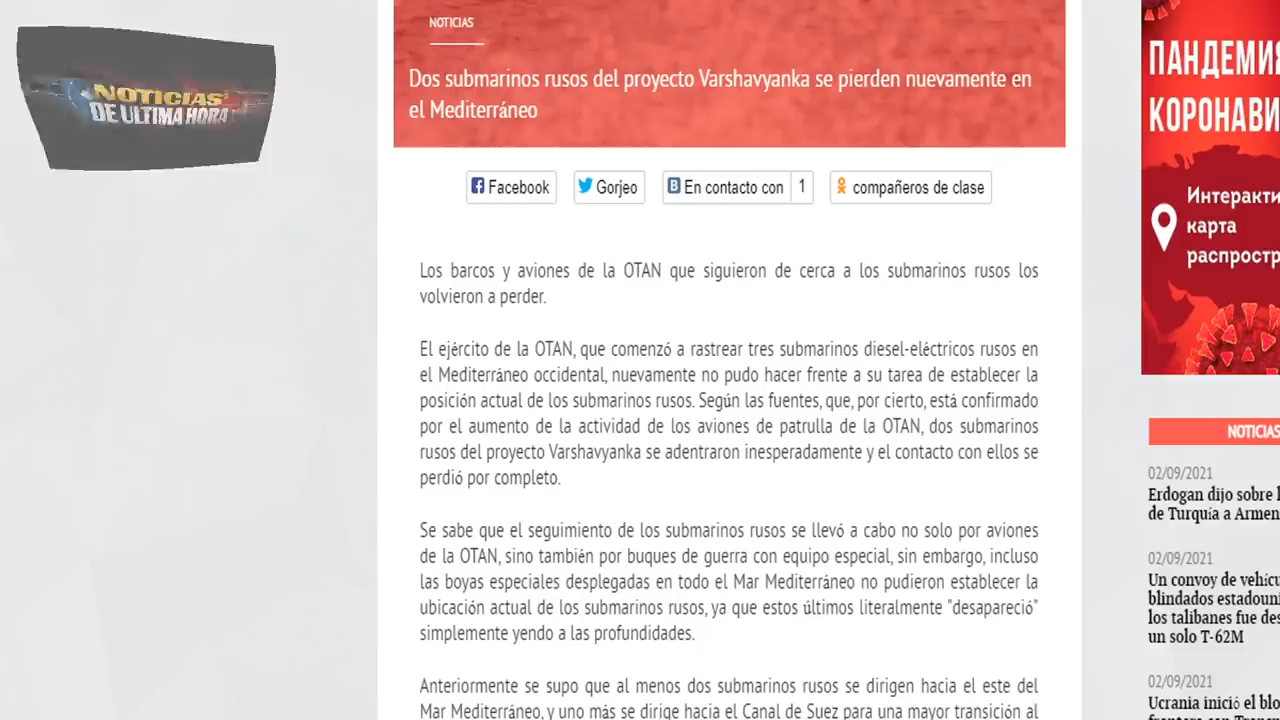 NOTICIAS
DE ULTIMA HORA
NOTICIAS
Dos submarinos rusos del proyecto Varshavyanka se pierden nuevamente en
el Mediterráneo
Facebook
Gorjeo
En contacto con
1
compañeros de clase
Los barcos y aviones de la OTAN que siguieron de cerca a los submarinos rusos los
volvieron a perder.
El ejército de la OTAN, que comenzó a rastrear tres submarinos diesel-eléctricos rusos en
el Mediterráneo occidental, nuevamente no pudo hacer frente a su tarea de establecer la
posición actual de los submarinos rusos. Según las fuentes, que, por cierto, está confirmado
por el aumento de la actividad de los aviones de patrulla de la OTAN, dos submarinos
rusos del proyecto Varshavyanka se adentraron inesperadamente y el contacto con ellos se
perdió por completo.
Se sabe que el seguimiento de los submarinos rusos se llevó a cabo no solo por aviones
de la OTAN, sino también por buques de guerra con equipo especial, sin embargo, incluso
las boyas especiales desplegadas en todo el Mar Mediterráneo no pudieron establecer la
ubicación actual de los submarinos rusos, ya que estos últimos literalmente "desapareció"
simplemente yendo a las profundidades.
Anteriormente se supo que al menos dos submarinos rusos se dirigen hacia el este del
Mar Mediterráneo, y uno más se dirige hacia el Canal de Suez para una mayor transición al
ПАНДЕМИ
КОРОНАВИ
Интеракти
карта
распростр
NOTICIAS
02/09/2021
Erdogan dijo sobre l
de Turquía a Armen
02/09/2021
Un convoy de vehícu
blindados estadouni
los talibanes fue des
un solo T-62M
02/09/2021
Ucrania inició el blo